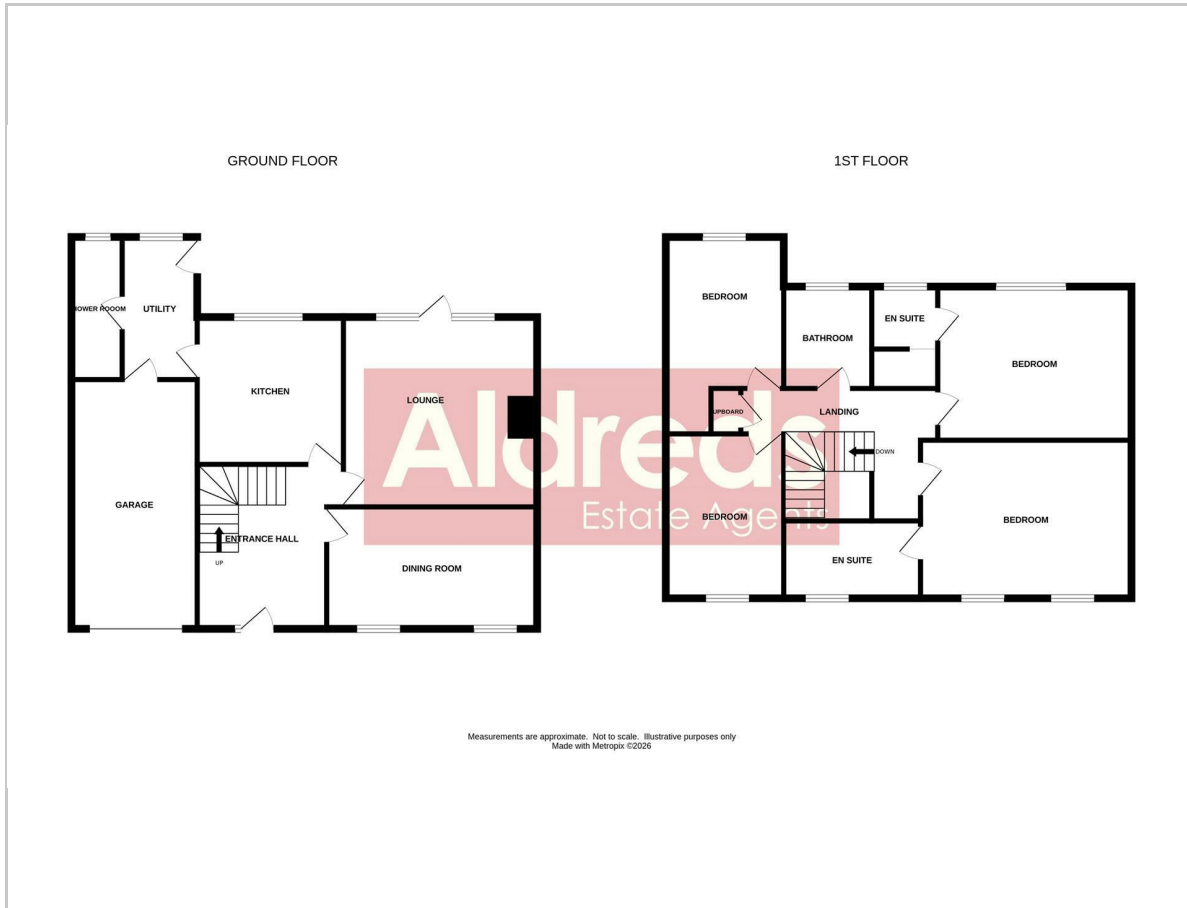 GROUND FLOOR
1ST FLOOR
HOWER ROOOM
UTILITY
KITCHEN
LOUNGE
GARAGE
ENTRANCE HALL
UP
DINING ROOM
BEDROOM
BATHROOM
EN SUITE
BEDROOM
UPBOARD
LANDING
DOWN
BEDROOM
EN SUITE
BEDROOM
Aldreds
Estate Agents
Measurements are approximate. Not to scale. Illustrative purposes only
Made with Metropix ©2026